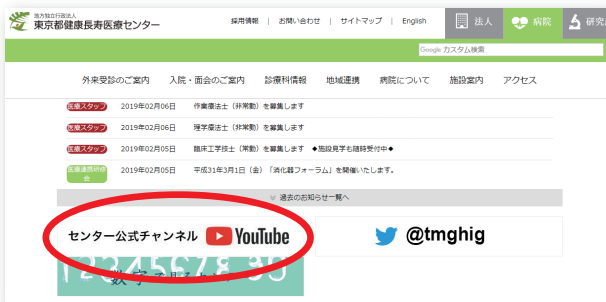 地方独立行政法人
東京都健康長寿医療センター
採用情報 | お問い合わせ | サイトマップ | English
法人
病院
研究
Google カスタム検索
外来受診のご案内 入院・面会のご案内 診療科情報 地域連携 病院について 施設案内 アクセス
医療スタッフ 2019年02月06日 作業療法士（非常勤）を募集します
医療スタッフ 2019年02月06日 理学療法士（非常勤）を募集します
医療スタッフ 2019年02月05日 臨床工学技士（常勤）を募集します ◆施設見学も随時受付中◆
2019年02月05日 平成31年3月1日（金）「消化器フォーラム」を開催いたします。
過去のお知らせ一覧へ
センター公式チャンネル YouTube
@tmghig
数字で見る